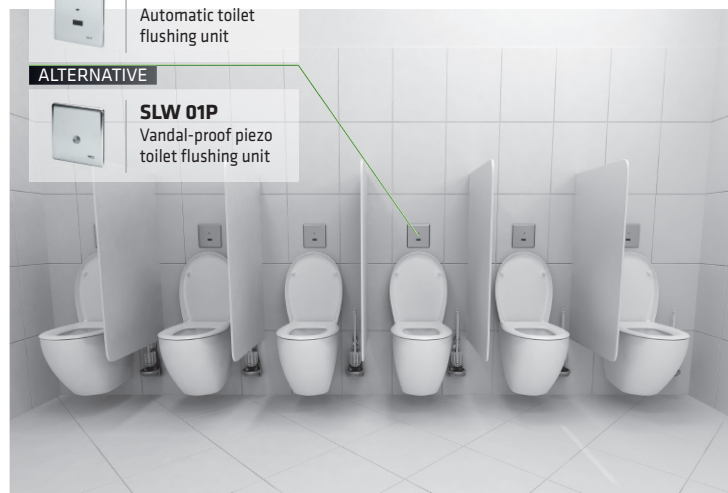 Automatic toilet
flushing unit
ALTERNATIVE
SLW 01P
Vandal-proof piezo
toilet flushing unit